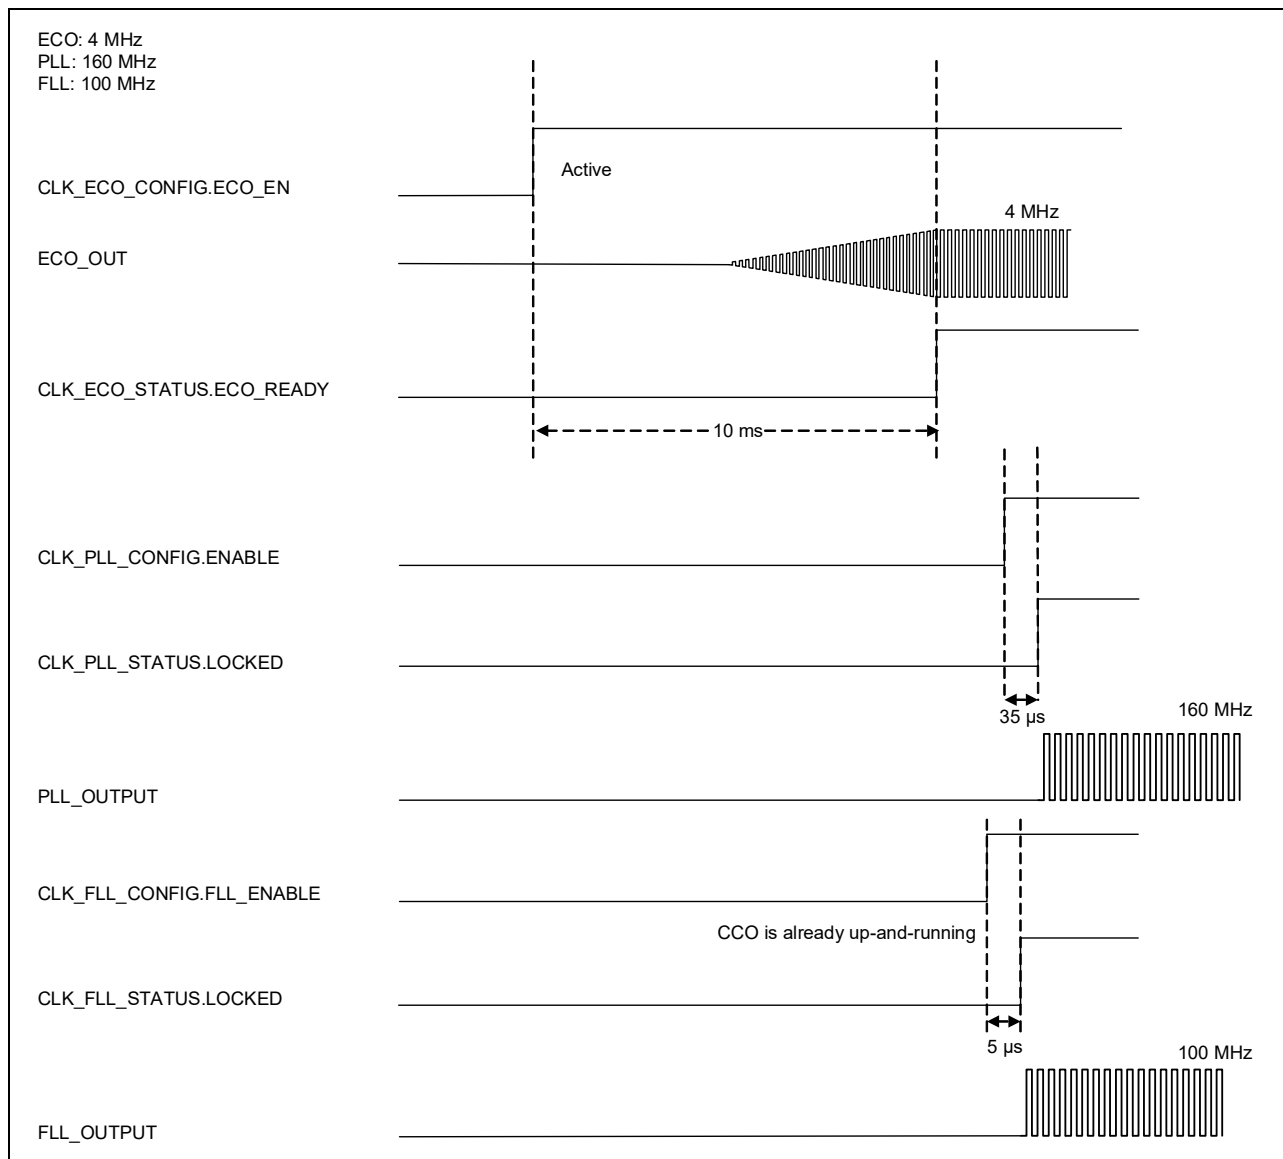 ECO: 4 MHz
PLL: 160 MHz
FLL: 100 MHz
Active
CLK_ECO_CONFIG.ECO_EN
4 MHz
ECO_OUT
CLK_ECO_STATUS.ECO_READY
10 ms
CLK_PLL_CONFIG.ENABLE
CLK_PLL_STATUS.LOCKED
35 µs
160 MHz
PLL_OUTPUT
CLK_FLL_CONFIG.FLL_ENABLE
CCO is already up-and-running
CLK_FLL_STATUS.LOCKED
5 µs
100 MHz
FLL_OUTPUT